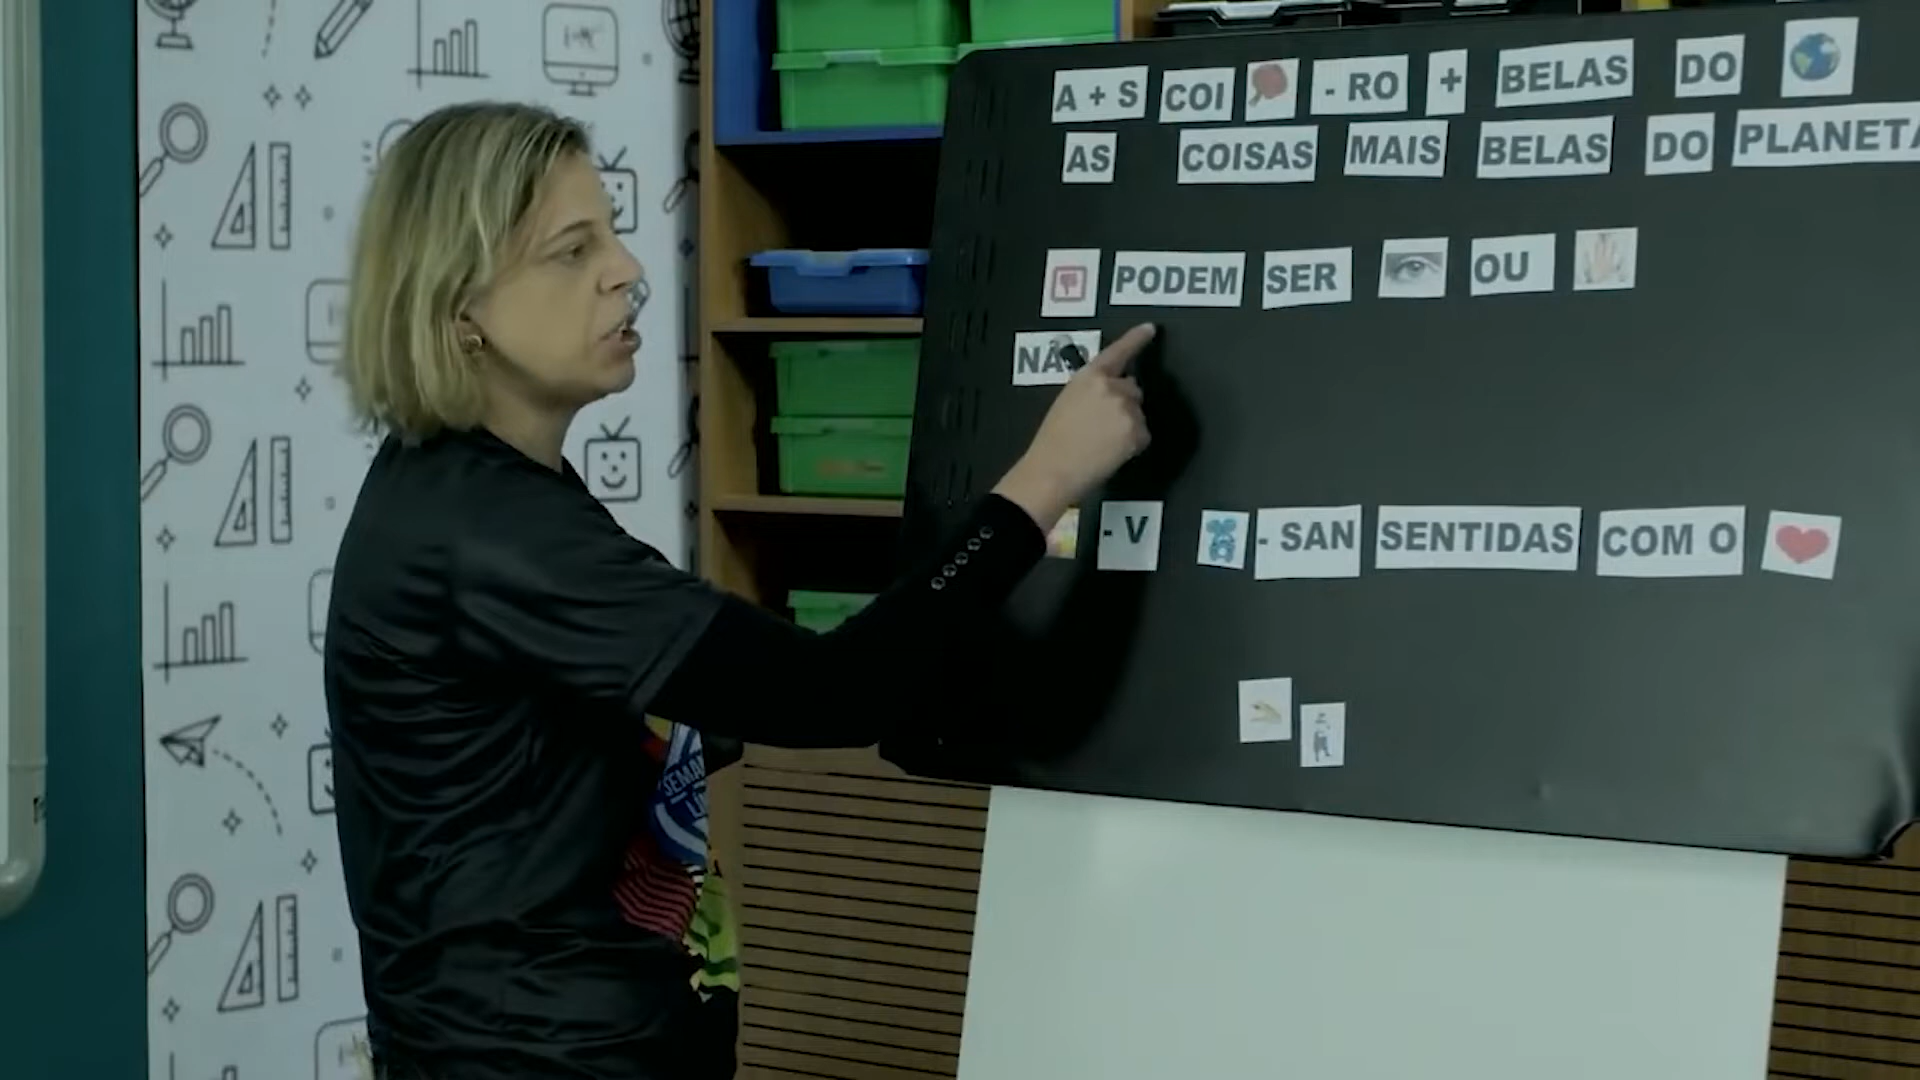 A + S COI - RO + BELAS DO
AS COISAS MAIS BELAS DO PLANETA
PODEM SER OU
NÃO
- V - SAN SENTIDAS COM O